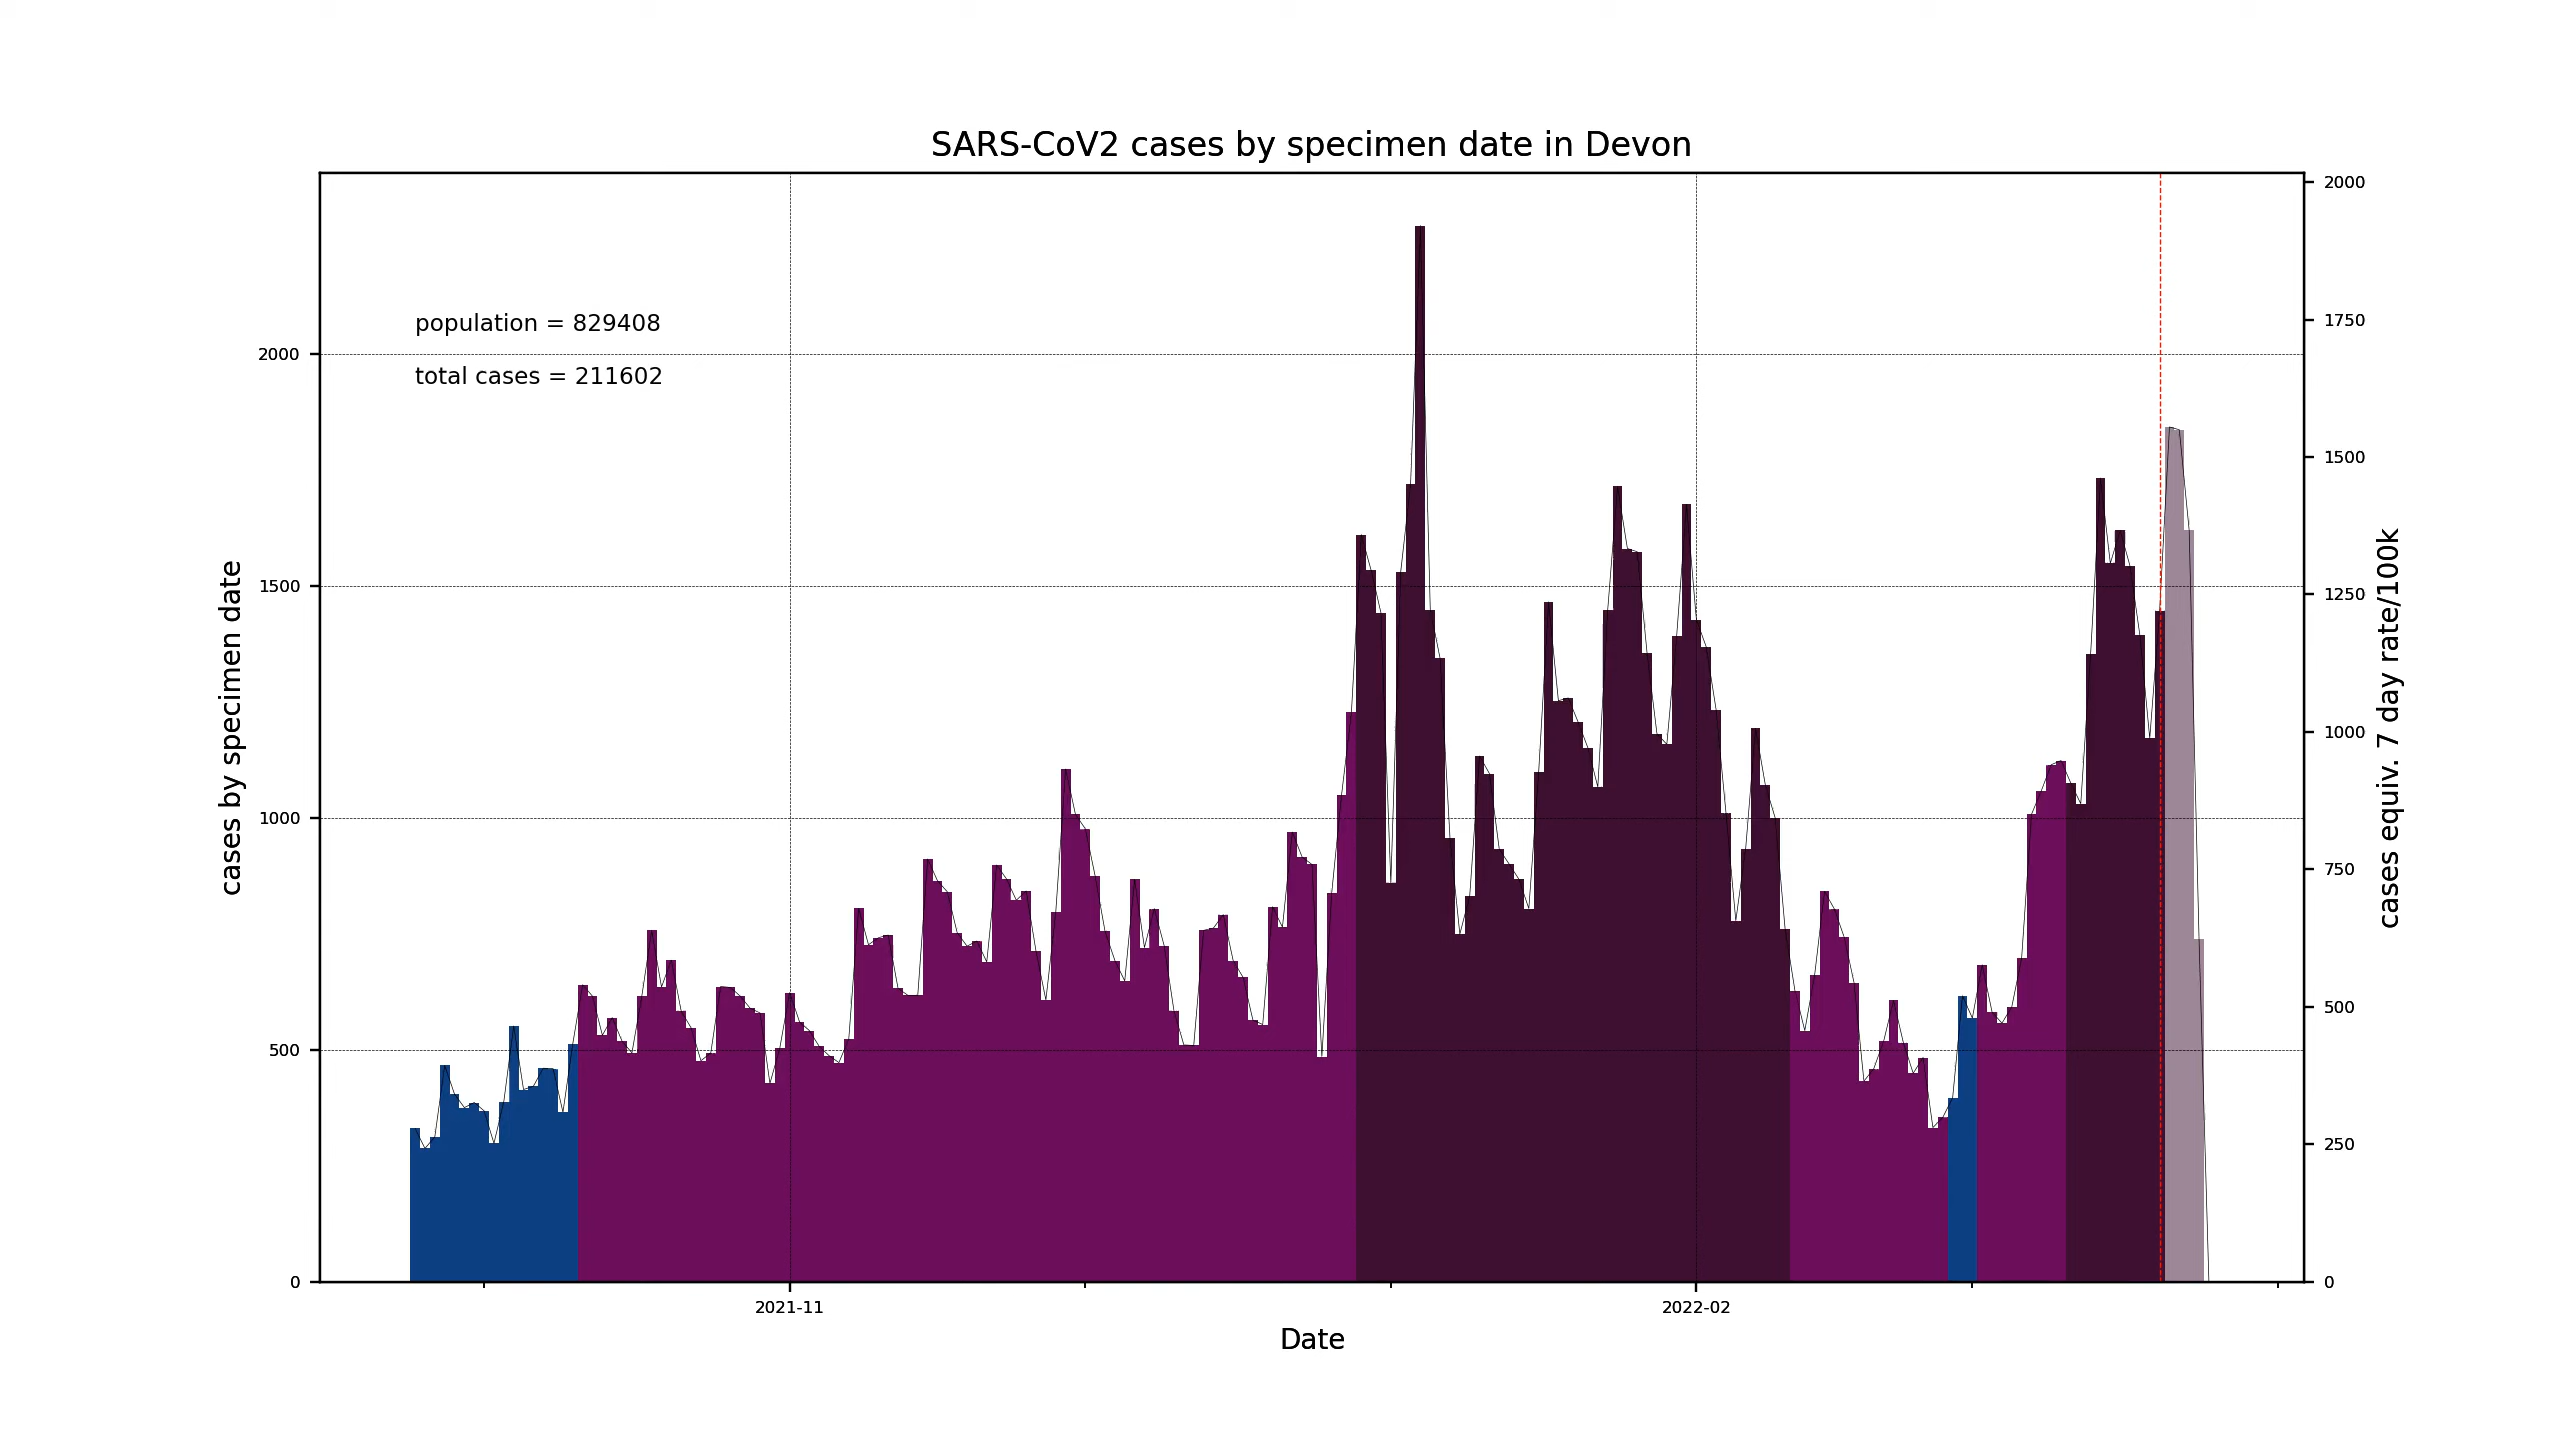 SARS-CoV2 cases by specimen date in Devon
population = 829408
total cases = 211602
cases by specimen date
2000
1500
1000
500
0
2000
1750
1500
1250
1000
750
500
250
0
cases equiv. 7 day rate/100k
2021-11
2022-02
Date